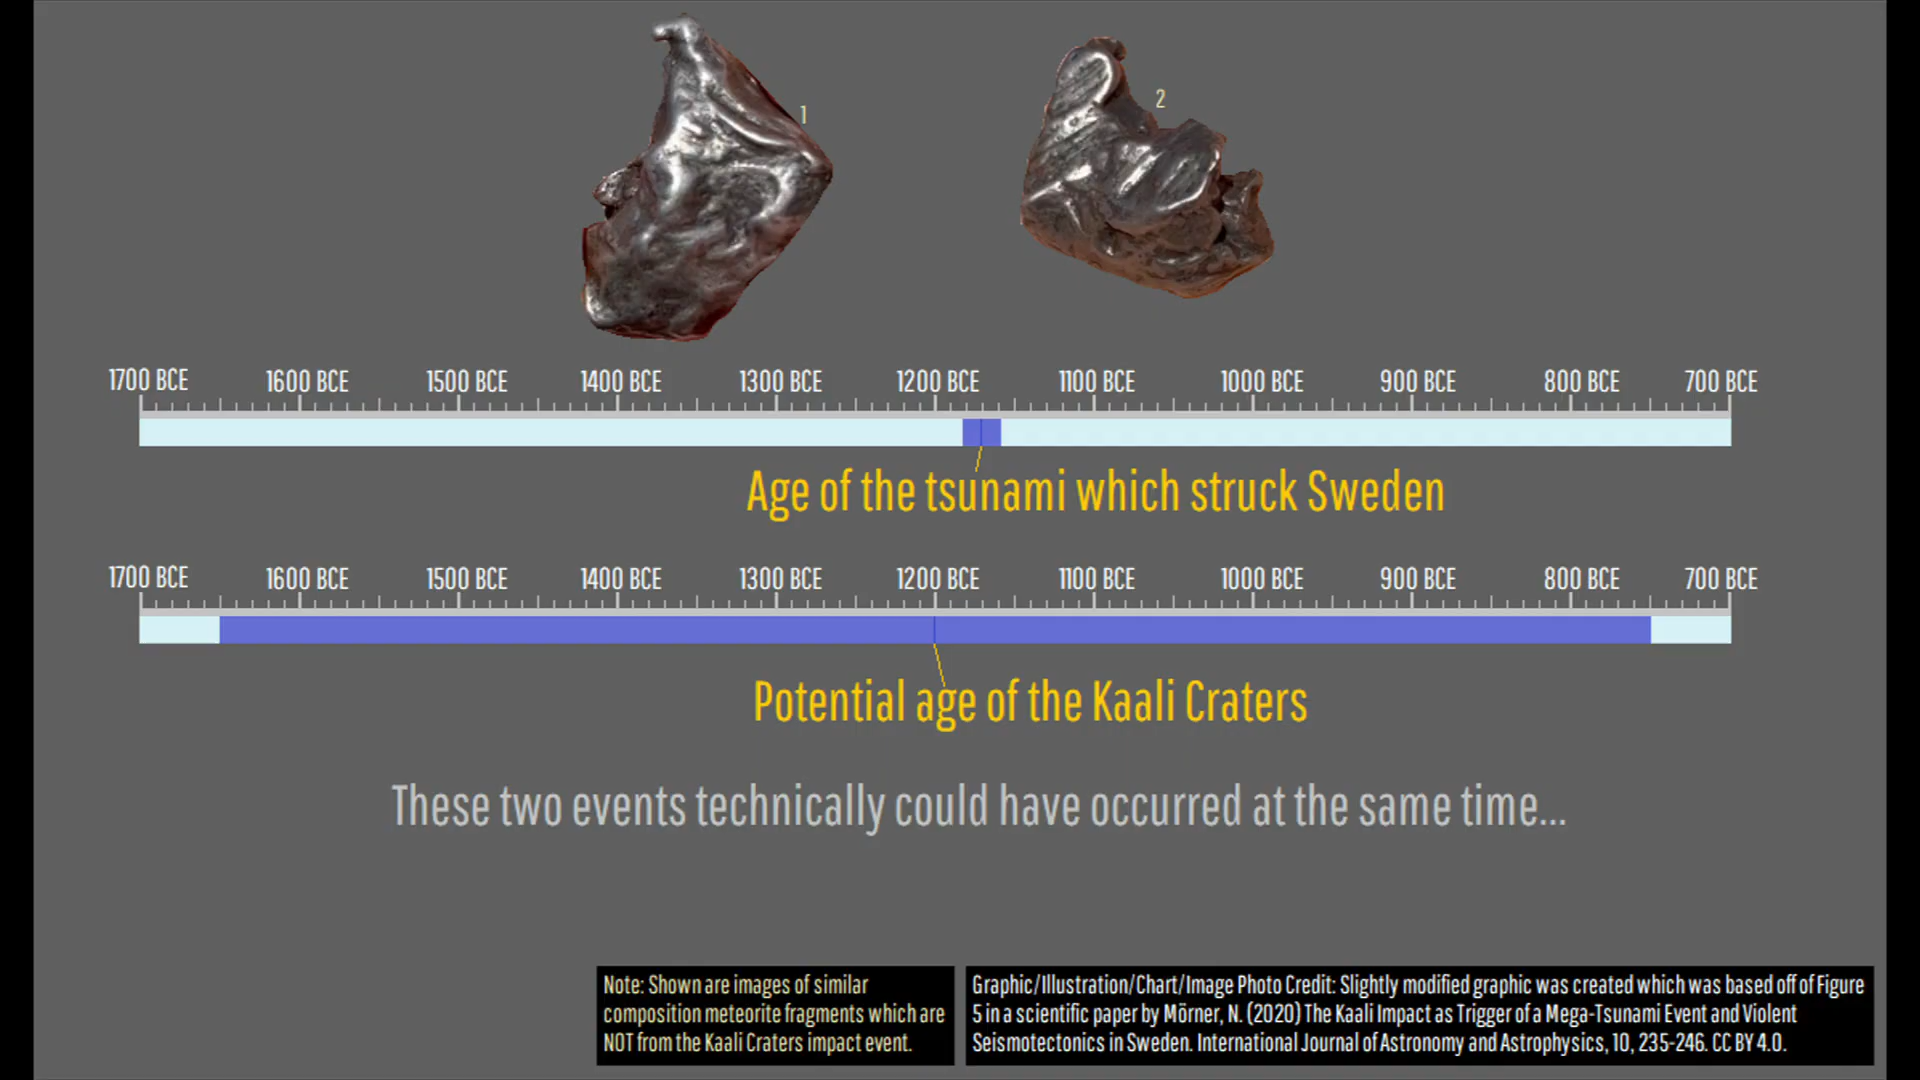 1
2
1700 BCE 1600 BCE 1500 BCE 1400 BCE 1300 BCE 1200 BCE 1100 BCE 1000 BCE 900 BCE 800 BCE 700 BCE
Age of the tsunami which struck Sweden
1700 BCE 1600 BCE 1500 BCE 1400 BCE 1300 BCE 1200 BCE 1100 BCE 1000 BCE 900 BCE 800 BCE 700 BCE
Potential age of the Kaali Craters
These two events technically could have occurred at the same time...
Note: Shown are images of similar
composition meteorite fragments which are
NOT from the Kaali Craters impact event.
Graphic/Illustration/Chart/Image Photo Credit: Slightly modified graphic was created which was based off of Figure
5 in a scientific paper by Mörner, N. (2020) The Kaali Impact as Trigger of a Mega-Tsunami Event and Violent
Seismotectonics in Sweden. International Journal of Astronomy and Astrophysics, 10, 235-246. CC BY 4.0.